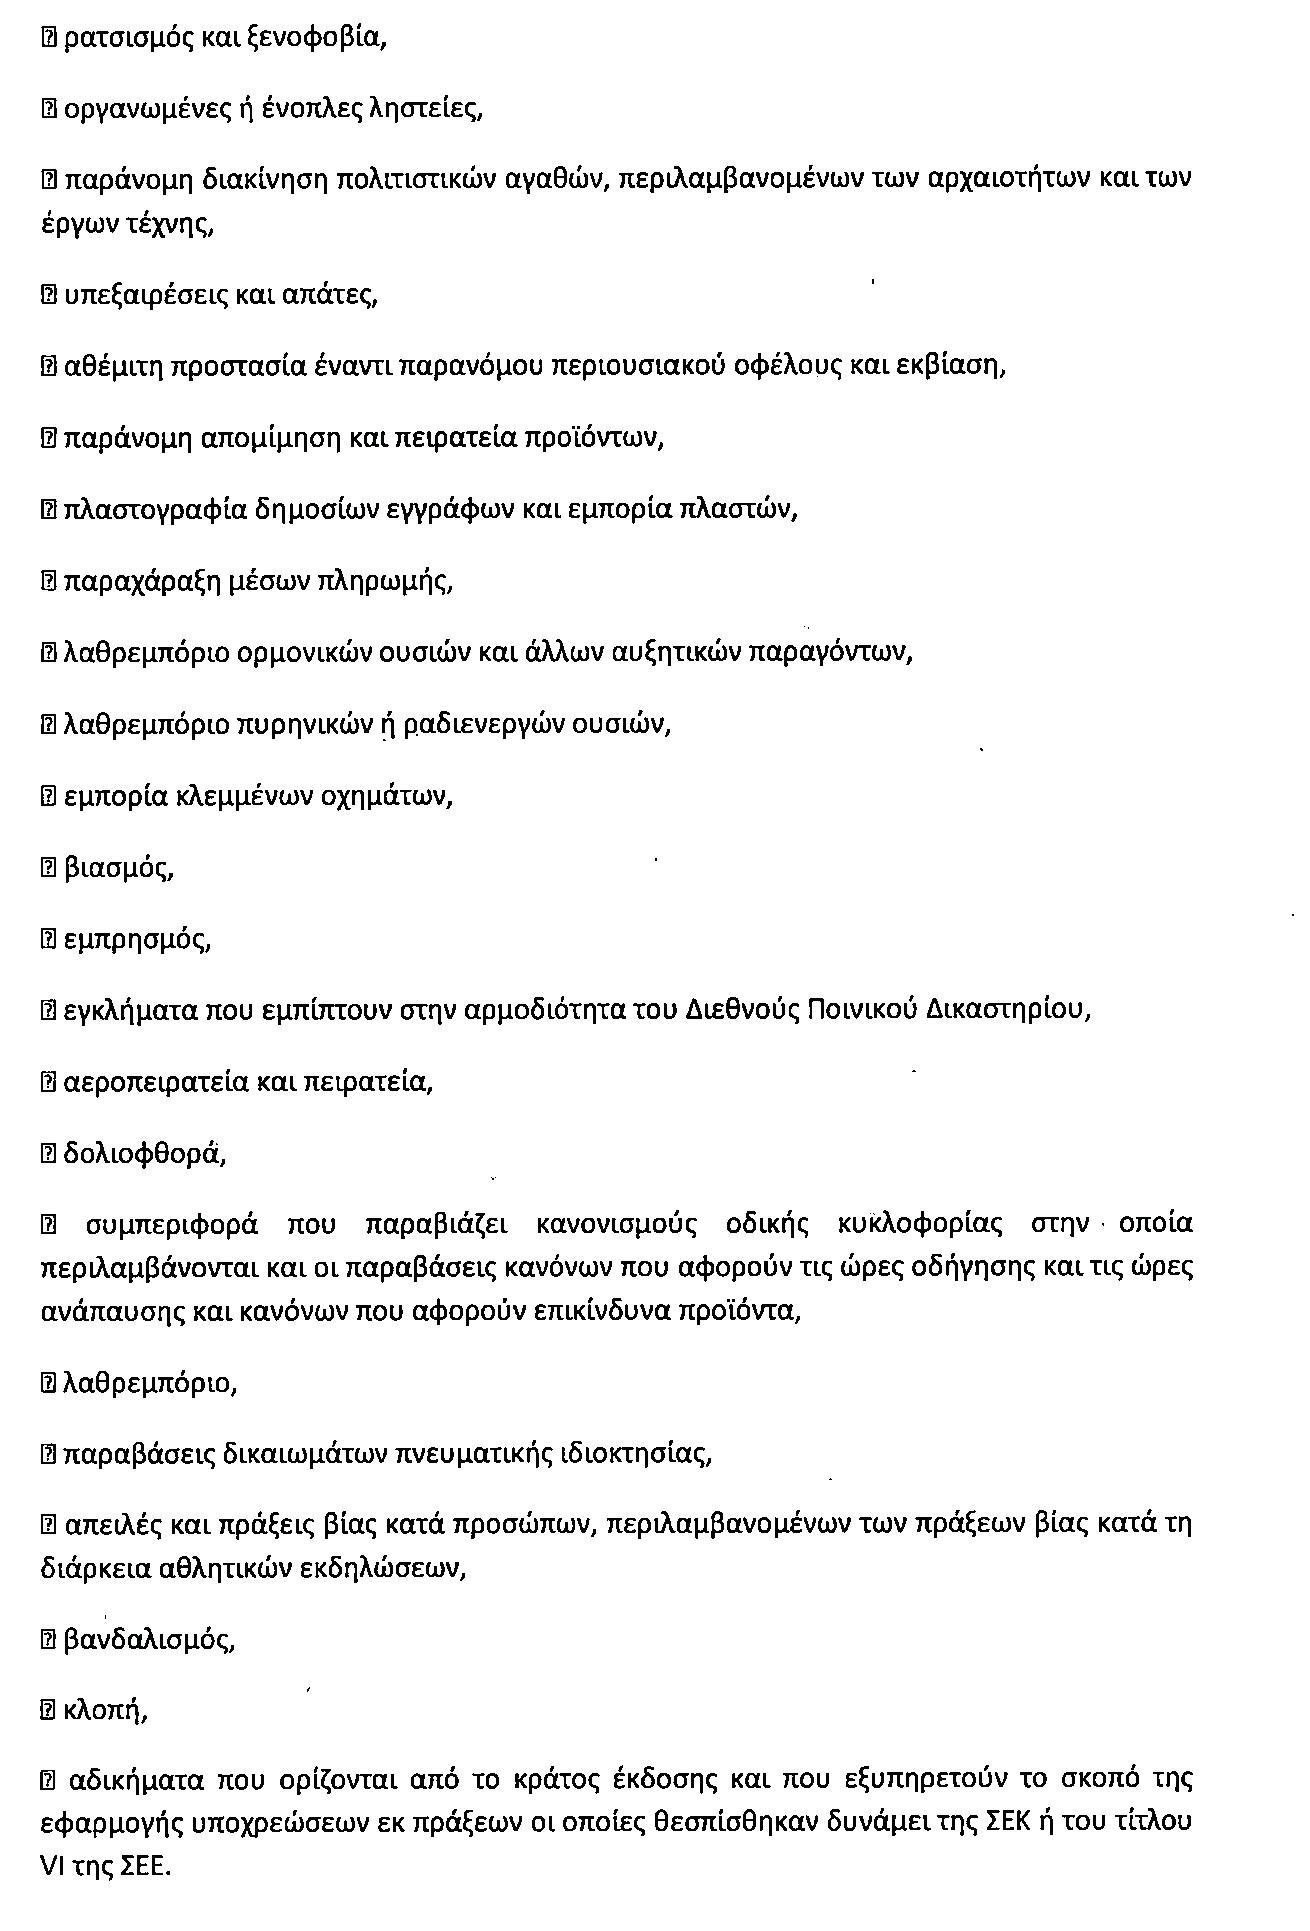 ⍰ ρατσισμός και ξενοφοβία,
⍰ οργανωμένες ή ένοπλες ληστείες,
⍰ παράνομη διακίνηση πολιτιστικών αγαθών, περιλαμβανομένων των αρχαιοτήτων και των
έργων τέχνης,
⍰ υπεξαιρέσεις και απάτες,
⍰ αθέμιτη προστασία έναντι παρανόμου περιουσιακού οφέλους και εκβίαση,
⍰ παράνομη απομίμηση και πειρατεία προϊόντων,
⍰ πλαστογραφία δημοσίων εγγράφων και εμπορία πλαστών,
⍰ παραχάραξη μέσων πληρωμής,
⍰ λαθρεμπόριο ορμονικών ουσιών και άλλων αυξητικών παραγόντων,
⍰ λαθρεμπόριο πυρηνικών ή ραδιενεργών ουσιών,
⍰ εμπορία κλεμμένων οχημάτων,
⍰ βιασμός,
⍰ εμπρησμός,
⍰ εγκλήματα που εμπίπτουν στην αρμοδιότητα του Διεθνούς Ποινικού Δικαστηρίου,
⍰ αεροπειρατεία και πειρατεία,
⍰ δολιοφθορά,
⍰ συμπεριφορά που παραβιάζει κανονισμούς οδικής κυκλοφορίας στην οποία
περιλαμβάνονται και οι παραβάσεις κανόνων που αφορούν τις ώρες οδήγησης και τις ώρες
ανάπαυσης και κανόνων που αφορούν επικίνδυνα προϊόντα,
⍰ λαθρεμπόριο,
⍰ παραβάσεις δικαιωμάτων πνευματικής ιδιοκτησίας,
⍰ απειλές και πράξεις βίας κατά προσώπων, περιλαμβανομένων των πράξεων βίας κατά τη
διάρκεια αθλητικών εκδηλώσεων,
⍰ βανδαλισμός,
⍰ κλοπή,
⍰ αδικήματα που ορίζονται από το κράτος έκδοσης και που εξυπηρετούν το σκοπό της
εφαρμογής υποχρεώσεων εκ πράξεων οι οποίες θεσπίσθηκαν δυνάμει της ΣΕΚ ή του τίτλου
VI της ΣΕΕ.